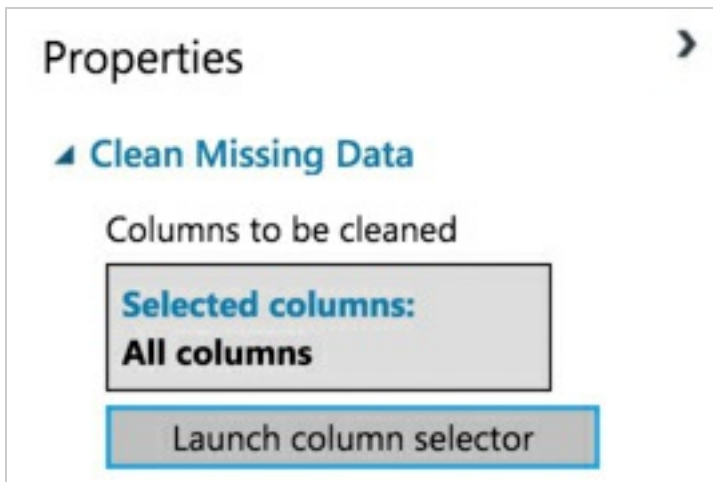 Properties
Clean Missing Data
Columns to be cleaned
Selected columns:
All columns
Launch column selector